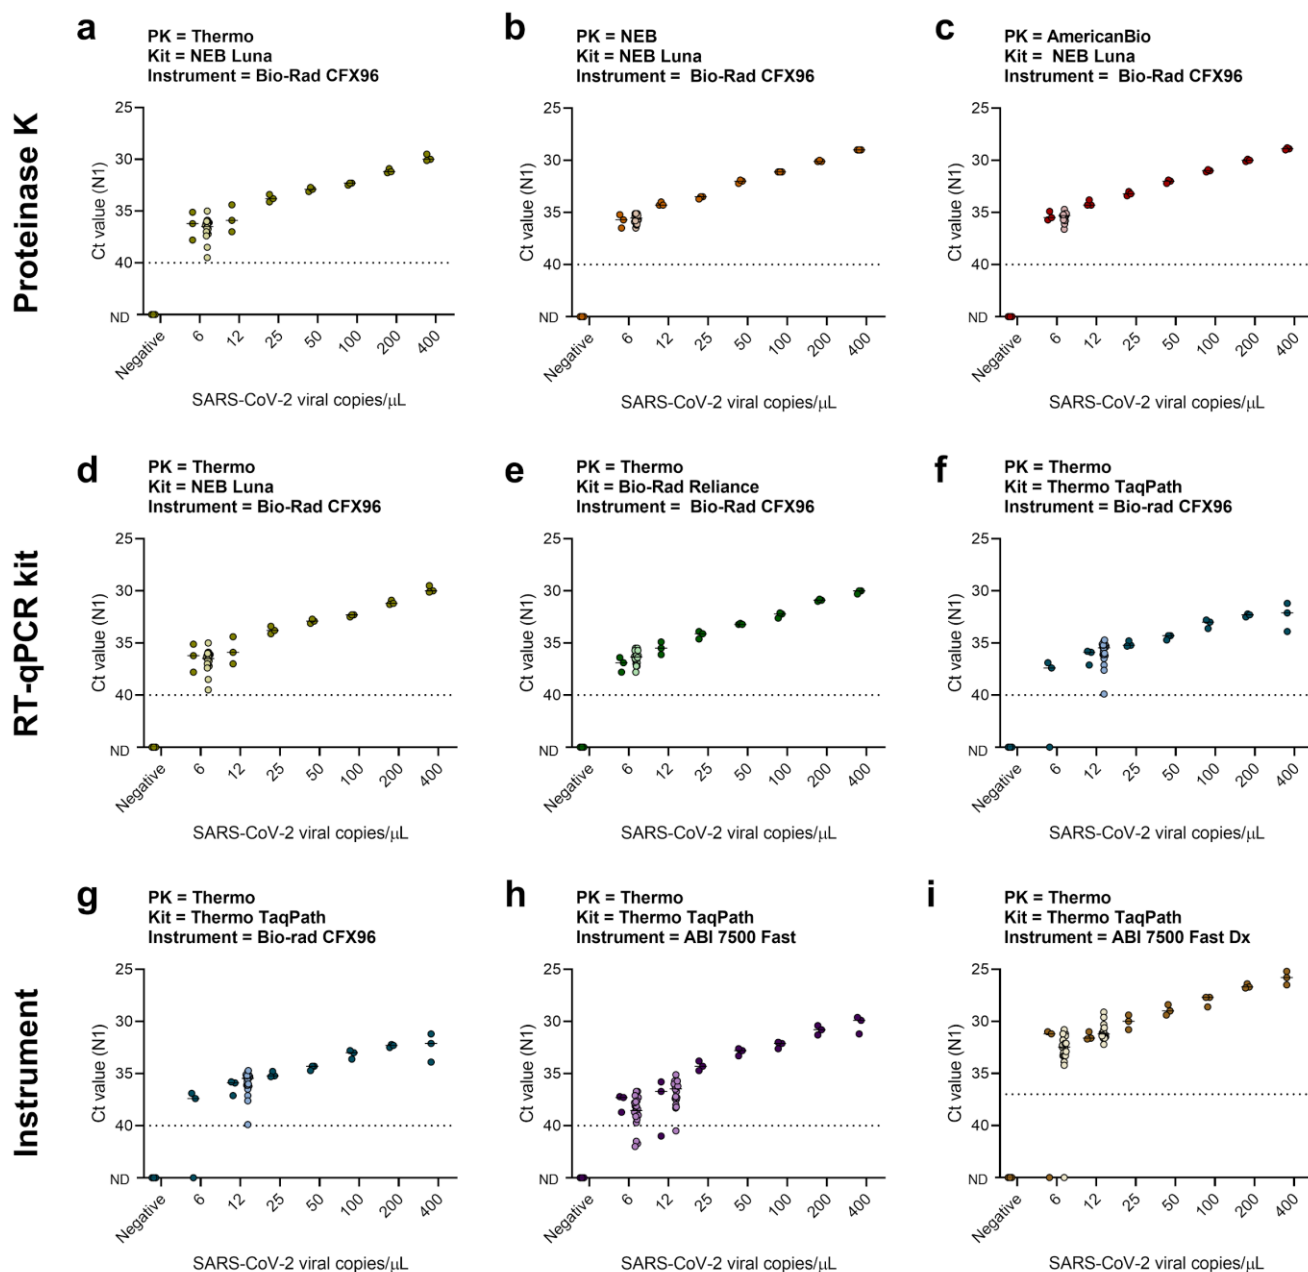 Proteinase K
a
PK = Thermo
Kit = NEB Luna
Instrument = Bio-Rad CFX96
25
30
35
40
ND
Ct value (N1)
Negative
6
12
25
50
100
200
400
SARS-CoV-2 viral copies/μL
b
PK = NEB
Kit = NEB Luna
Instrument = Bio-Rad CFX96
25
30
35
40
ND
Ct value (N1)
Negative
6
12
25
50
100
200
400
SARS-CoV-2 viral copies/μL
c
PK = AmericanBio
Kit = NEB Luna
Instrument = Bio-Rad CFX96
25
30
35
40
ND
Ct value (N1)
Negative
6
12
25
50
100
200
400
SARS-CoV-2 viral copies/μL
RT-qPCR kit
d
PK = Thermo
Kit = NEB Luna
Instrument = Bio-Rad CFX96
25
30
35
40
ND
Ct value (N1)
Negative
6
12
25
50
100
200
400
SARS-CoV-2 viral copies/μL
e
PK = Thermo
Kit = Bio-Rad Reliance
Instrument = Bio-Rad CFX96
25
30
35
40
ND
Ct value (N1)
Negative
6
12
25
50
100
200
400
SARS-CoV-2 viral copies/μL
f
PK = Thermo
Kit = Thermo TaqPath
Instrument = Bio-rad CFX96
25
30
35
40
ND
Ct value (N1)
Negative
6
12
25
50
100
200
400
SARS-CoV-2 viral copies/μL
Instrument
g
PK = Thermo
Kit = Thermo TaqPath
Instrument = Bio-rad CFX96
25
30
35
40
ND
Ct value (N1)
Negative
6
12
25
50
100
200
400
SARS-CoV-2 viral copies/μL
h
PK = Thermo
Kit = Thermo TaqPath
Instrument = ABI 7500 Fast
25
30
35
40
ND
Ct value (N1)
Negative
6
12
25
50
100
200
400
SARS-CoV-2 viral copies/μL
i
PK = Thermo
Kit = Thermo TaqPath
Instrument = ABI 7500 Fast Dx
25
30
35
40
ND
Ct value (N1)
Negative
6
12
25
50
100
200
400
SARS-CoV-2 viral copies/μL